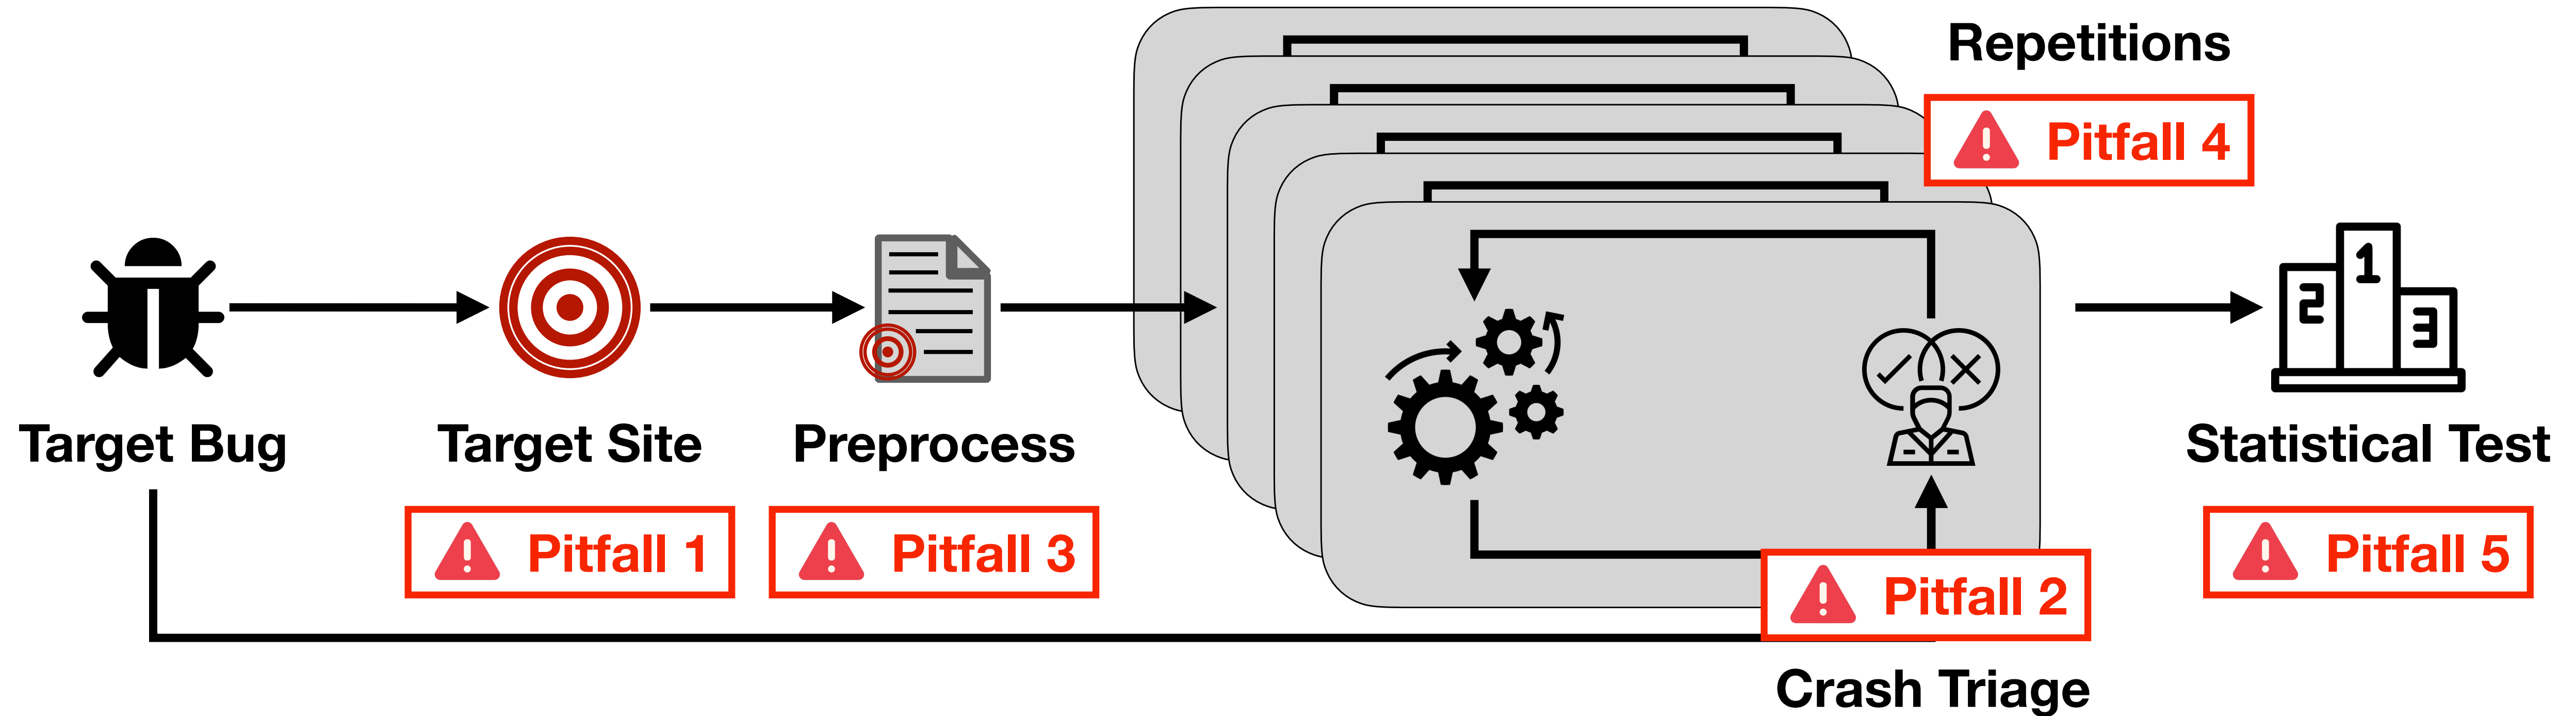 Repetitions
Pitfall 4
2
1
3
Target Bug
Target Site
Preprocess
Statistical Test
Pitfall 1
Pitfall 3
Pitfall 2
Pitfall 5
Crash Triage